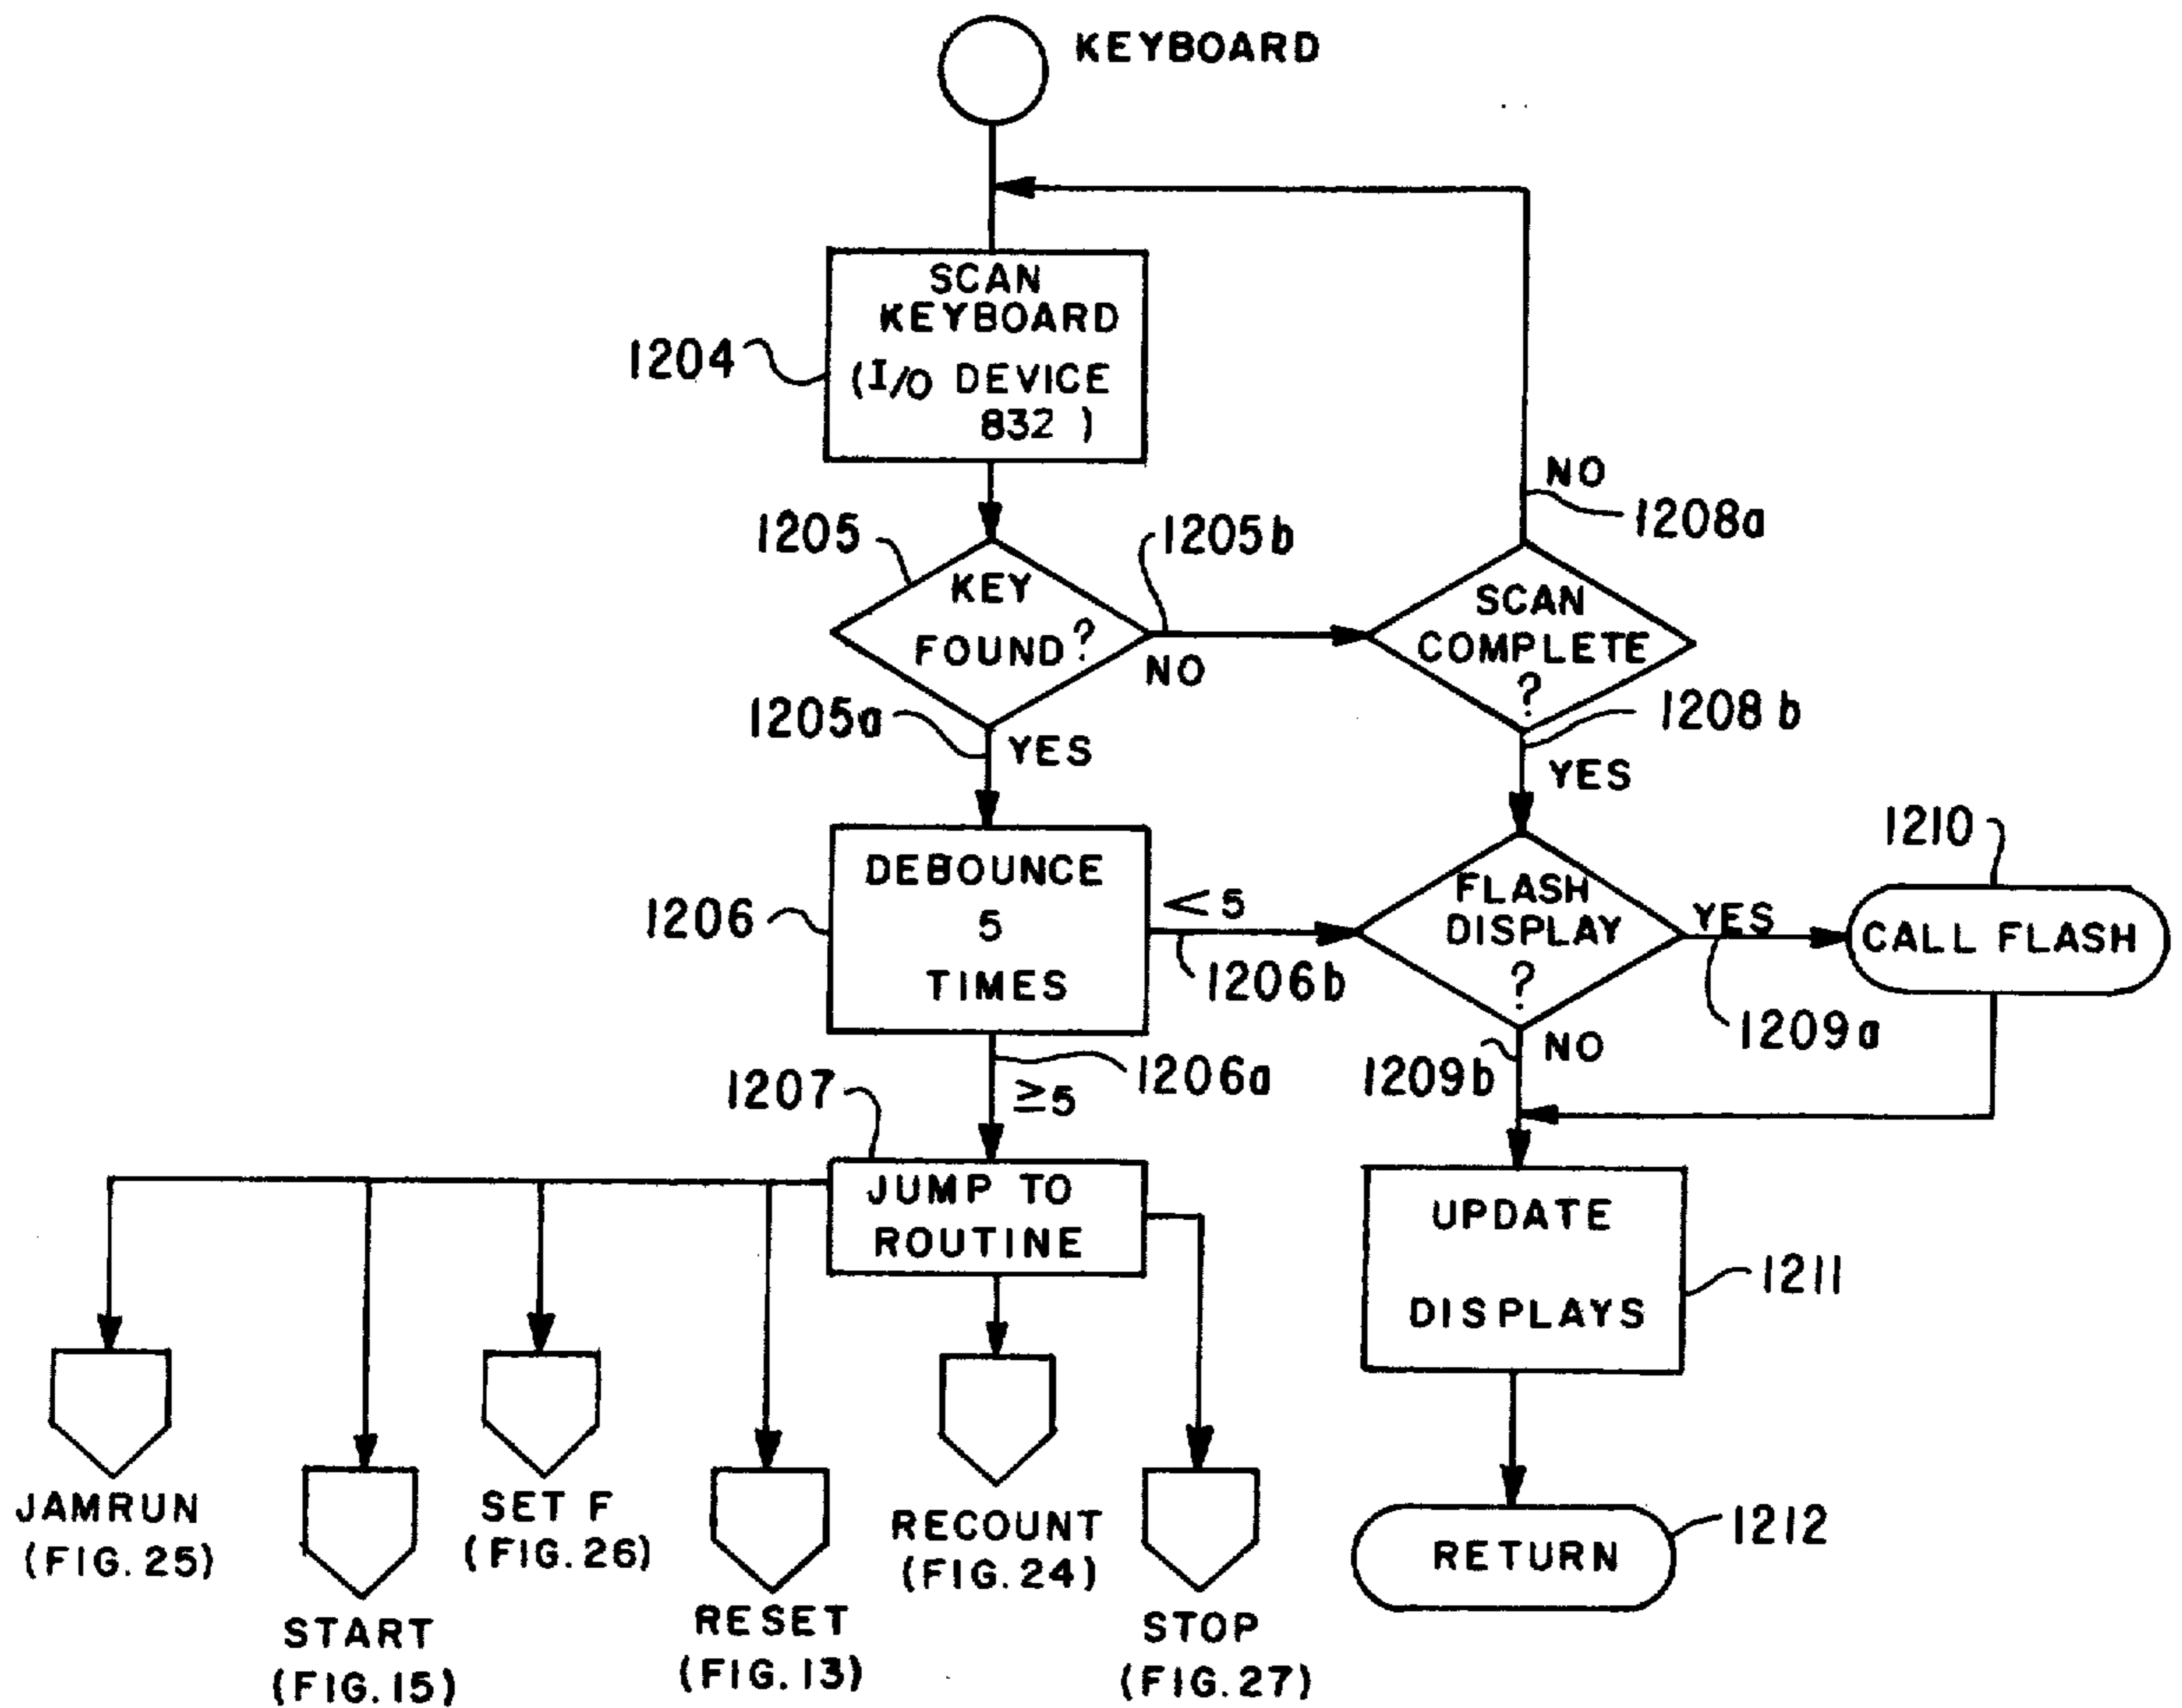 KEYBOARD
SCAN
KEYBOARD
(I/O DEVICE
832 )
1204
NO
1208a
1205
1205b
KEY
FOUND?
NO
SCAN
COMPLETE
?
1205a
YES
1208b
YES
1210
DEBOUNCE
5
TIMES
1206
<5
1206b
FLASH
DISPLAY
?
YES
1209a
CALL FLASH
1209b
NO
1206a
≥5
1207
JUMP TO
ROUTINE
UPDATE
DISPLAYS
1211
JAMRUN
(FIG.25)
START
(FIG.15)
SET F
(FIG.26)
RESET
(FIG.13)
RECOUNT
(FIG.24)
STOP
(FIG.27)
RETURN
1212